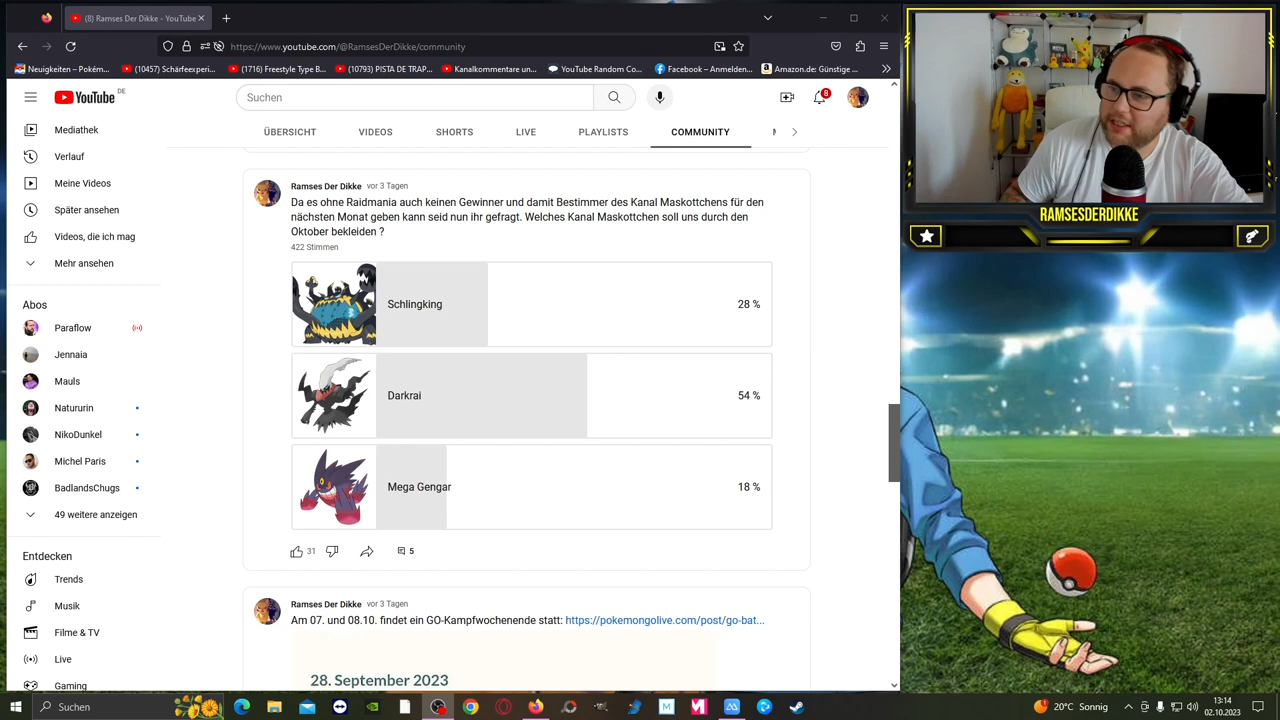 (8) Ramses Der Dikke - YouTube
https://www.youtube.com/@RamsesDerDikke/community
Neuigkeiten – Pokém...
(10457) Schärfeexperi...
(1716) Freestyle Type B...
(10793) PISTA DE TRAP...
Kanalkommentare un...
YouTube Random Co...
Facebook – Anmelden...
Amazon.de: Günstige ...
YouTube DE
Suchen
8
Mediathek
Verlauf
Meine Videos
Später ansehen
Videos, die ich mag
Mehr ansehen
Abos
Paraflow
Jennaia
Mauls
Natururin
NikoDunkel
Michel Paris
BadlandsChugs
49 weitere anzeigen
Entdecken
Trends
Musik
Filme & TV
Live
Gaming
ÜBERSICHT
VIDEOS
SHORTS
LIVE
PLAYLISTS
COMMUNITY
Ramses Der Dikke vor 3 Tagen
Da es ohne Raidmania auch keinen Gewinner und damit Bestimmer des Kanal Maskottchens für den
nächsten Monat geben kann seid nun ihr gefragt. Welches Kanal Maskottchen soll uns durch den
Oktober bekleiden ?
422 Stimmen
Schlingking 28 %
Darkrai 54 %
Mega Gengar 18 %
31 5
Ramses Der Dikke vor 3 Tagen
Am 07. und 08.10. findet ein GO-Kampfwochenende statt: https://pokemongolive.com/post/go-bat...
28. September 2023
RAMSESDERDIKKE
Suchen
20°C Sonnig
13:14
02.10.2023